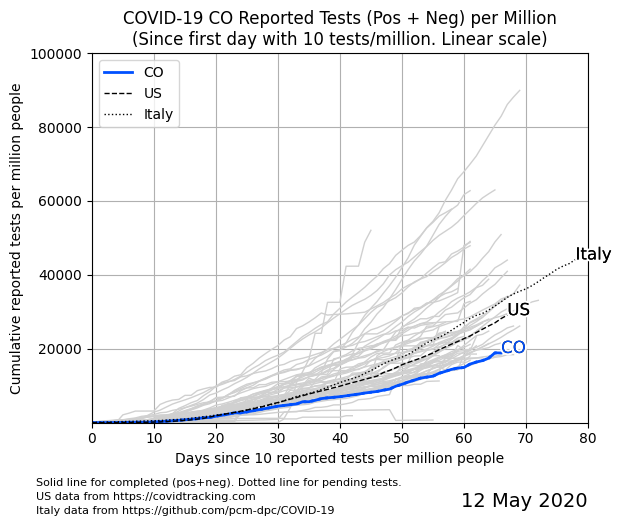 COVID-19 CO Reported Tests (Pos + Neg) per Million
(Since first day with 10 tests/million. Linear scale)
100000
80000
60000
40000
20000
Cumulative reported tests per million people
CO
US
Italy
Italy
US
CO
0 10 20 30 40 50 60 70 80
Days since 10 reported tests per million people
Solid line for completed (pos+neg). Dotted line for pending tests.
US data from https://covidtracking.com
Italy data from https://github.com/pcm-dpc/COVID-19
12 May 2020